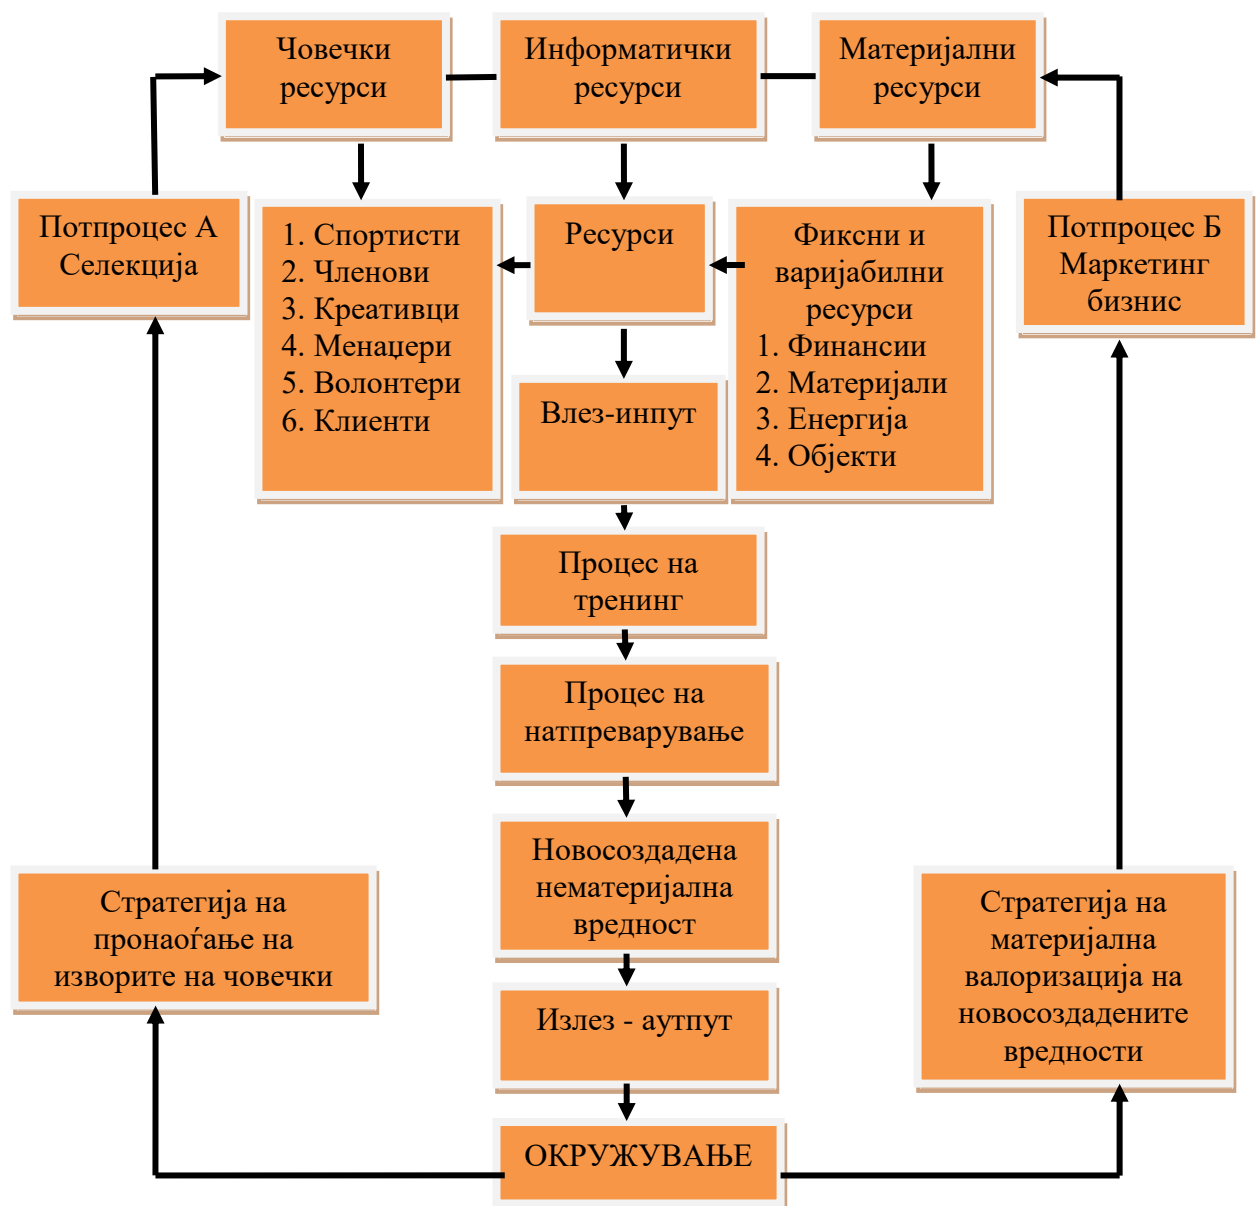 Човечки
ресурси
Информатички
ресурси
Материјални
ресурси
Потпроцес А
Селекција
1. Спортисти
2. Членови
3. Креативци
4. Менаџери
5. Волонтери
6. Клиенти
Ресурси
Фиксни и
варијабилни
ресурси
1. Финансии
2. Материјали
3. Енергија
4. Објекти
Потпроцес Б
Маркетинг
бизнис
Влез-инпут
Процес на
тренинг
Процес на
натпреварување
Новосоздадена
нематеријална
вредност
Стратегија на
пронаоѓање на
изворите на човечки
Стратегија на
материјална
валоризација на
новосоздадените
вредности
Излез - аутпут
ОКРУЖУВАЊЕ